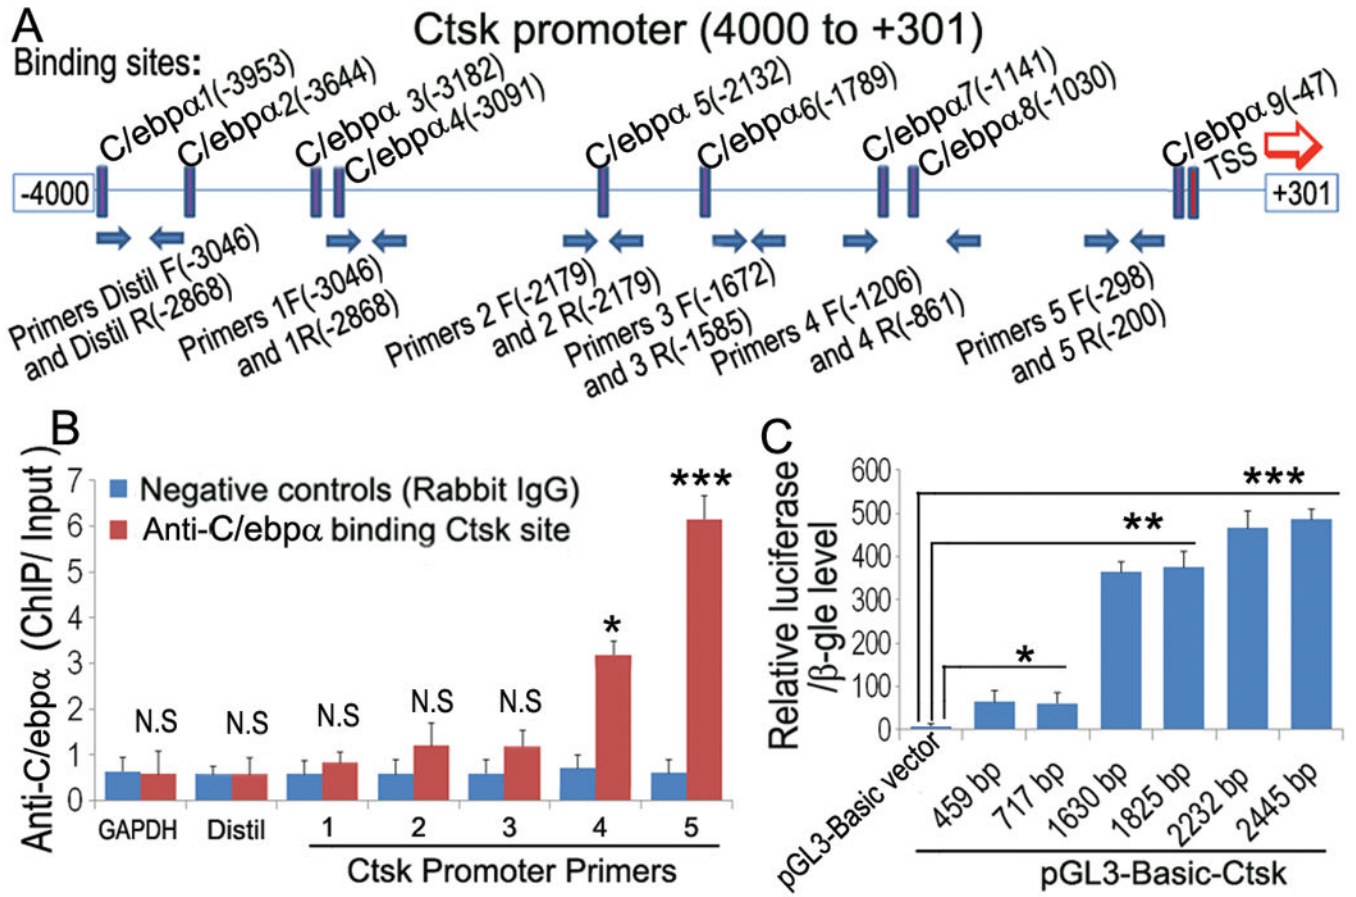 A
Ctsk promoter (4000 to +301)
Binding sites:
C/ebpα1(-3953)
C/ebpα2(-3644)
C/ebpα 3(-3182)
C/ebpα4(-3091)
C/ebpα 5(-2132)
C/ebpα6(-1789)
C/ebpα7(-1141)
C/ebpα8(-1030)
C/ebpα 9(-47)
TSS
-4000
+301
Primers Distil F(-3046)
and Distil R(-2868)
Primers 1F(-3046)
and 1R(-2868)
Primers 2 F(-2179)
and 2 R(-2179)
Primers 3 F(-1672)
and 3 R(-1585)
Primers 4 F(-1206)
and 4 R(-861)
Primers 5 F(-298)
and 5 R(-200)
B
Anti-C/ebpα (ChIP/ Input )
7
6
5
4
3
2
1
0
Negative controls (Rabbit IgG)
Anti-C/ebpα binding Ctsk site
N.S
N.S
N.S
N.S
N.S
*
***
GAPDH
Distil
1
2
3
4
5
Ctsk Promoter Primers
C
Relative luciferase
/β-gle level
600
500
400
300
200
100
0
***
**
*
pGL3-Basic vector
459 bp
717 bp
1630 bp
1825 bp
2232 bp
2445 bp
pGL3-Basic-Ctsk